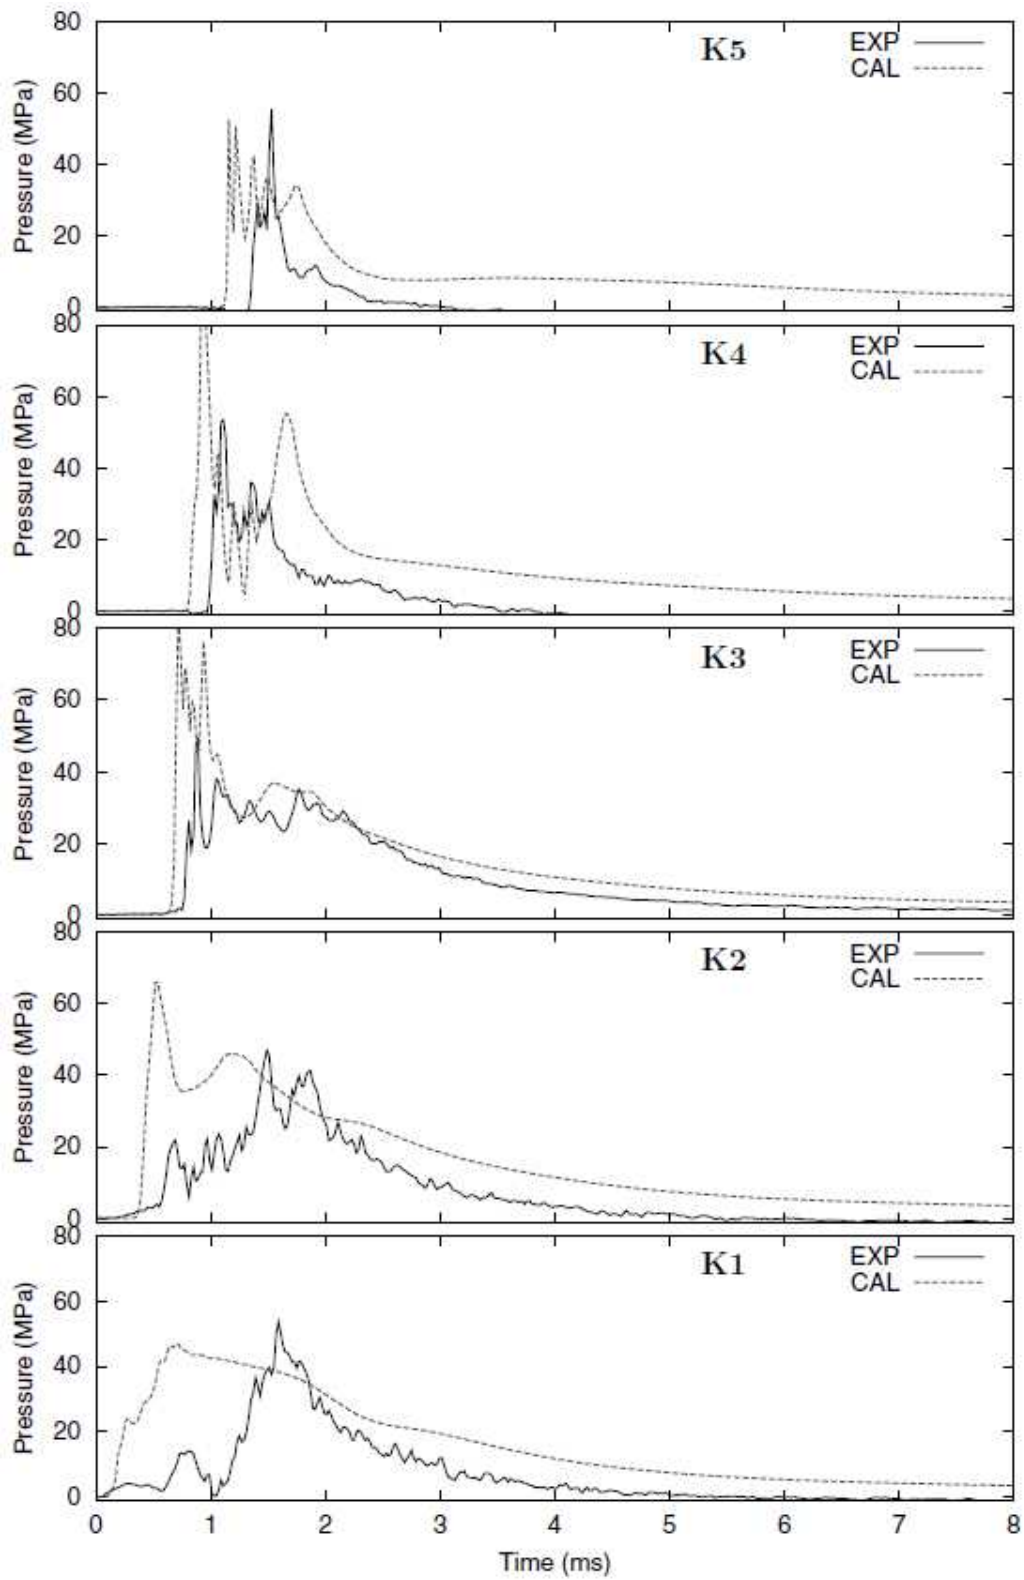 80
K5
EXP
CAL
60
40
20
0
Pressure (MPa)
80
K4
EXP
CAL
60
40
20
0
Pressure (MPa)
80
K3
EXP
CAL
60
40
20
0
Pressure (MPa)
80
K2
EXP
CAL
60
40
20
0
Pressure (MPa)
80
K1
EXP
CAL
60
40
20
0
Pressure (MPa)
0 1 2 3 4 5 6 7 8
Time (ms)